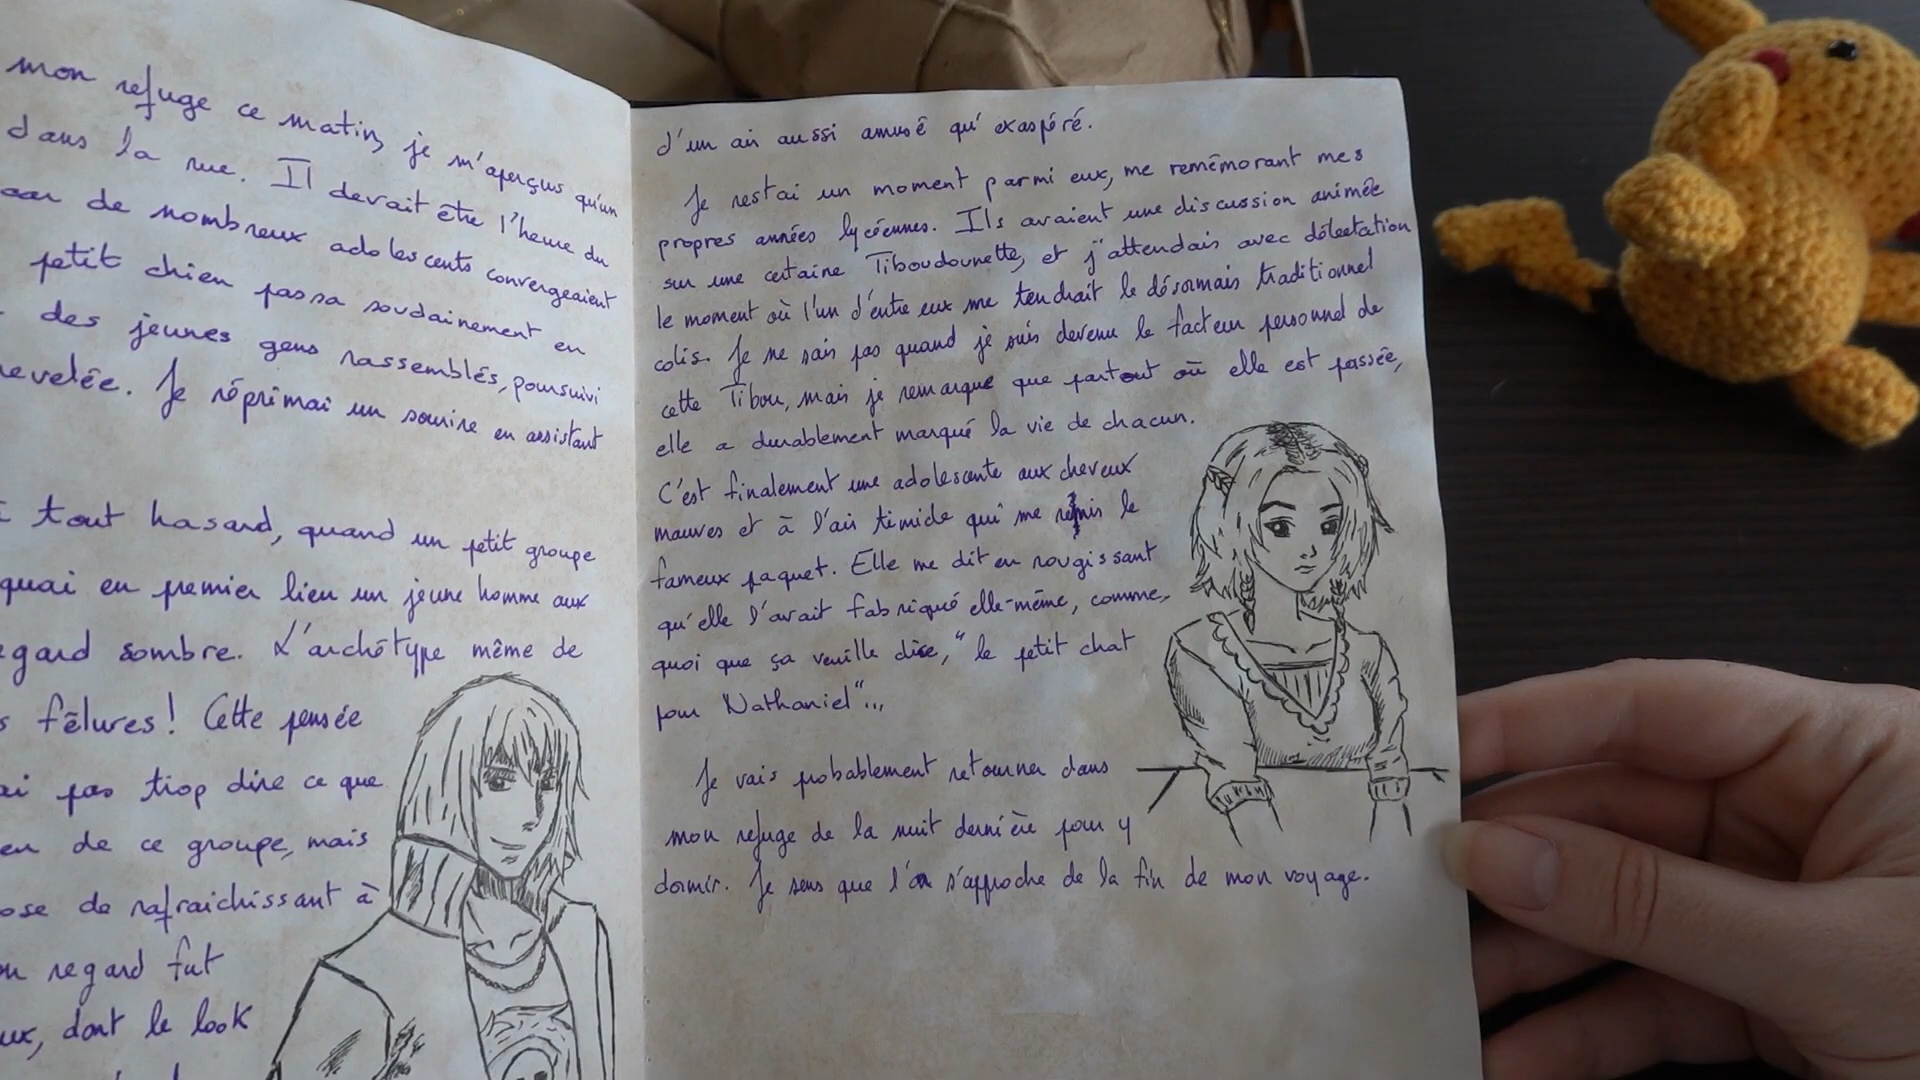 mon refuge ce matin, je m'aperçus qu'un
dans la rue. Il devait être l'heure du
car de nombreux adolescents convergeaient
petit chien passa soudainement en
des jeunes gens rassemblés, poursuivi
Je réprimai un sourire en assistant
tout hasard, quand un petit groupe
quai en premier lieu un jeune homme aux
egard sombre. L'archétype même de
s fêlures! Cette pensée
ai pas trop dire ce que
en de ce groupe, mais
ose de rafraichissant à
on regard fut
ux, dont le look
d'un air aussi amusé qu'exaspéré.
Je restai un moment parmi eux, me remémorant mes
propres années lycéennes. Ils avaient une discussion animée
sur une certaine Tiboudounette, et j'attendais avec délectation
le moment où l'un d'entre eux me tendrait le désormais traditionnel
colis. Je ne sais pas quand je suis devenu le facteur personnel de
cette Tibou, mais je remarque que partout où elle est passée,
elle a durablement marqué la vie de chacun.
C'est finalement une adolescente aux cheveux
mauves et à l'air timide qui me remis le
fameux paquet. Elle me dit en rougissant
qu'elle l'avait fabriqué elle-même, comme,
quoi que ça veuille dire, "le petit chat
pour Nathaniel"...
Je vais probablement retourner dans
mon refuge de la nuit dernière pour y
dormir. Je sens que l'on s'approche de la fin de mon voyage.